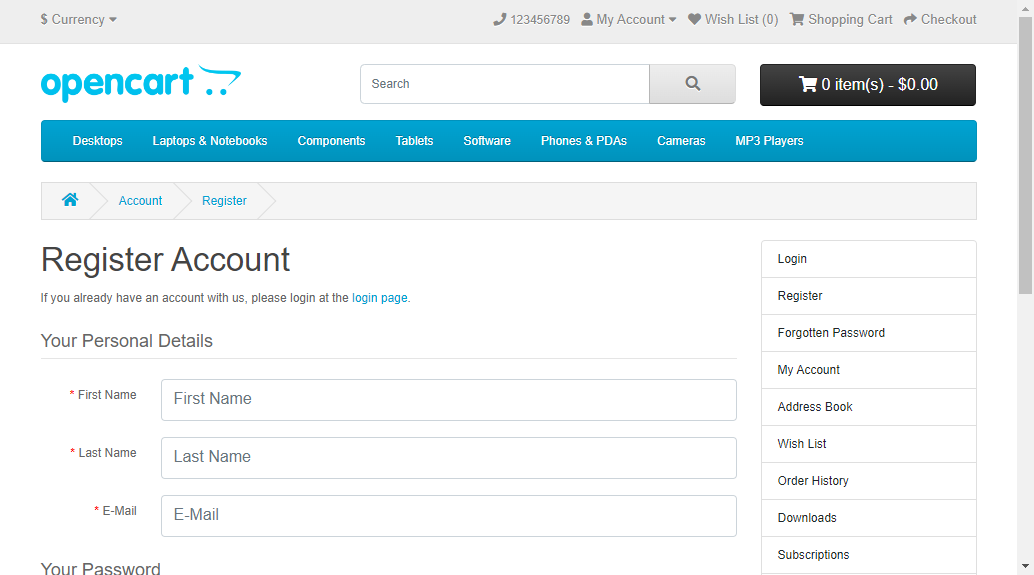 $ Currency
123456789 My Account Wish List (0) Shopping Cart Checkout
opencart
Search
0 item(s) - $0.00
Desktops Laptops & Notebooks Components Tablets Software Phones & PDAs Cameras MP3 Players
Account Register
Register Account
If you already have an account with us, please login at the login page.
Your Personal Details
* First Name
First Name
* Last Name
Last Name
* E-Mail
E-Mail
Your Password
Login
Register
Forgotten Password
My Account
Address Book
Wish List
Order History
Downloads
Subscriptions